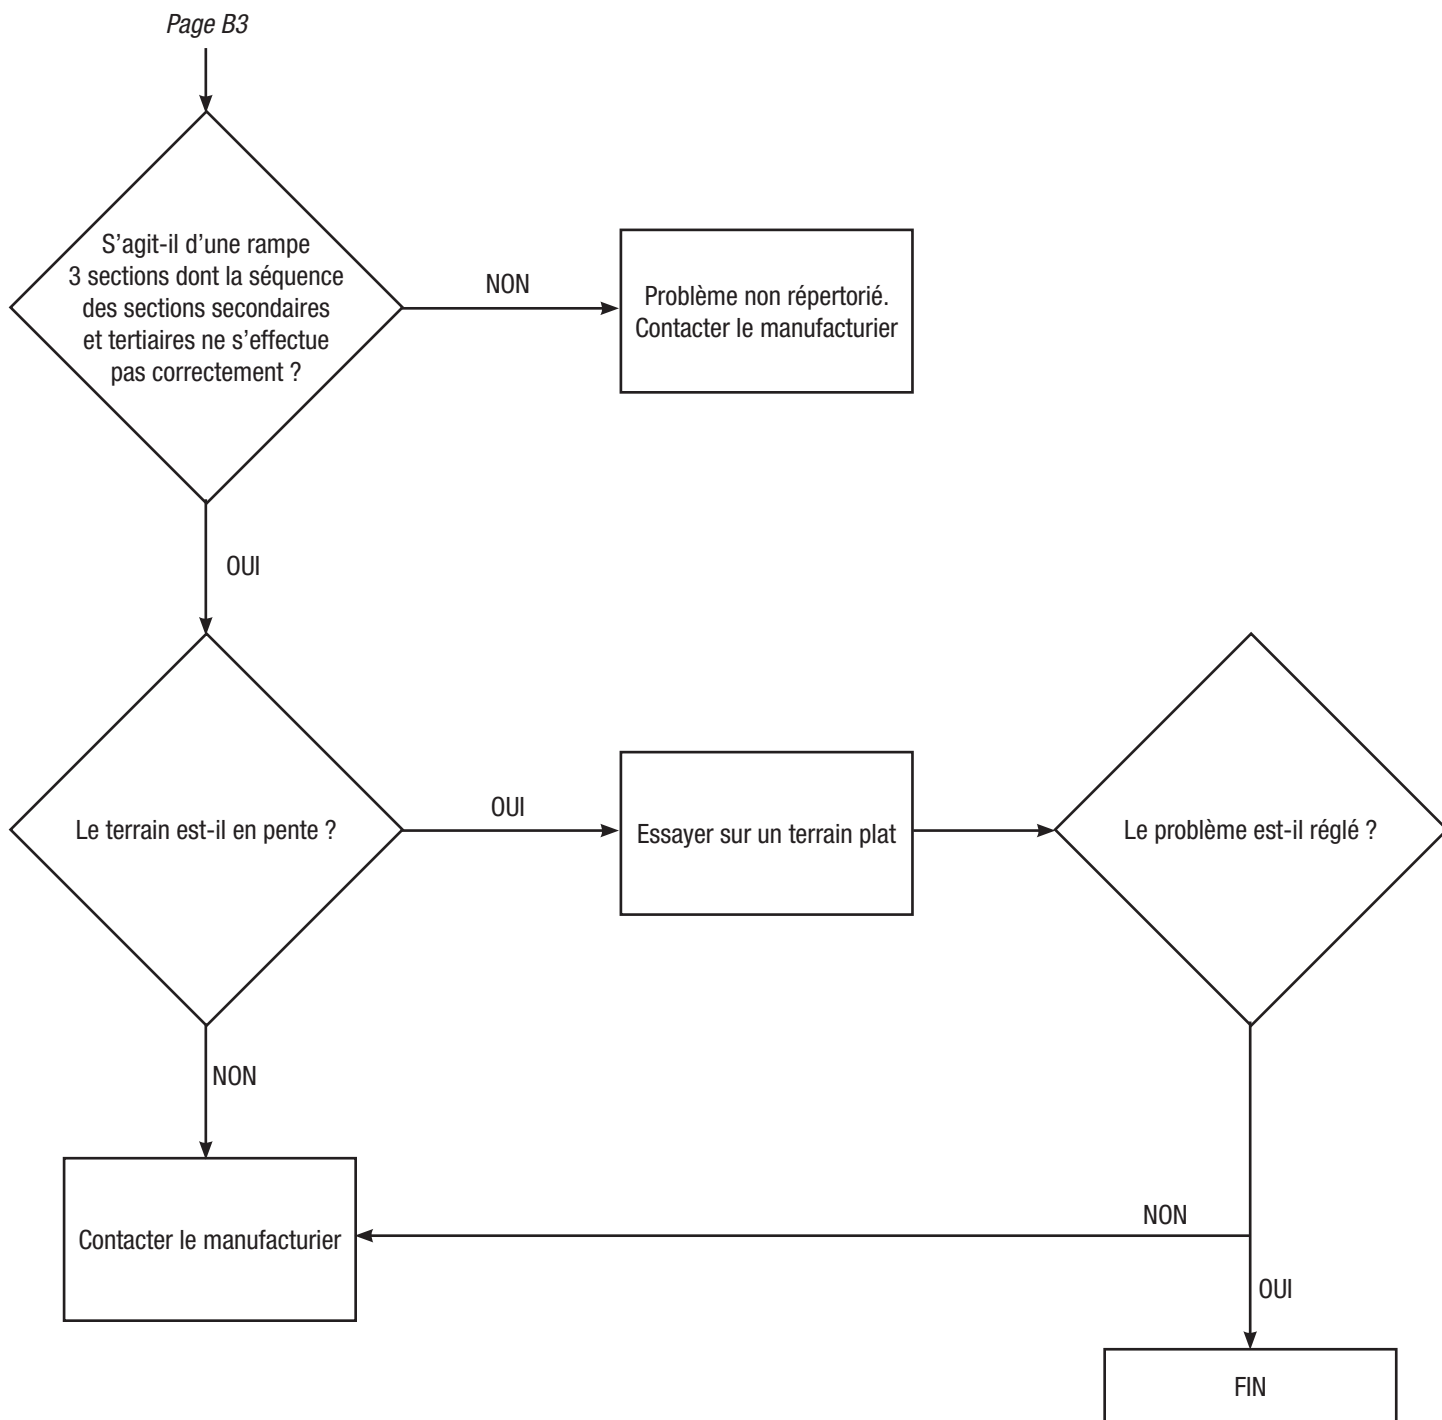 Page B3
S’agit-il d’une rampe
3 sections dont la séquence
des sections secondaires
et tertiaires ne s’effectue
pas correctement ?
NON
Problème non répertorié.
Contacter le manufacturier
OUI
Le terrain est-il en pente ?
OUI
Essayer sur un terrain plat
Le problème est-il réglé ?
NON
Contacter le manufacturier
NON
OUI
FIN